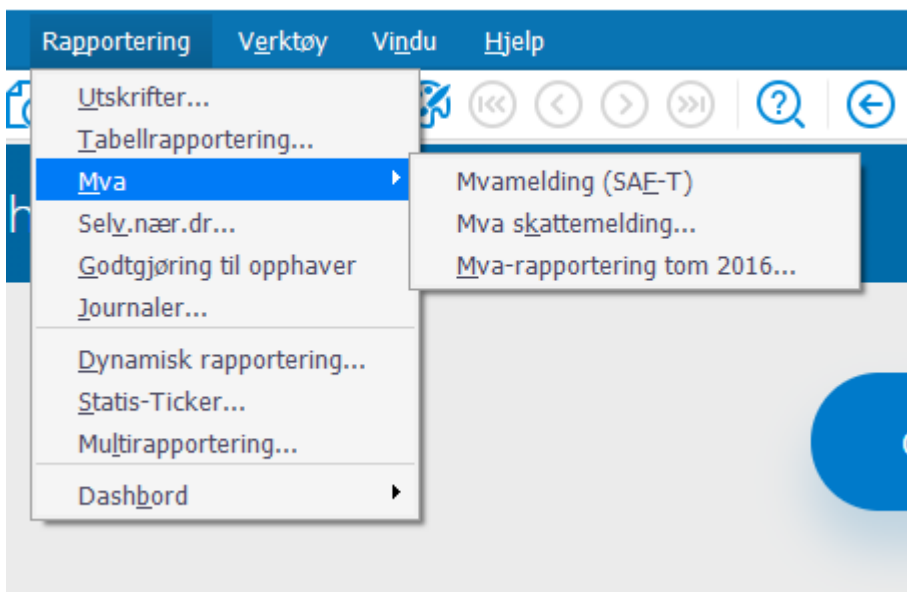 Rapportering Verktøy Vindu Hjelp
Utskrifter...
Tabellrapportering...
Mva
Selv.nær.dr...
Godtgjøring til opphaver
Journaler...
Dynamisk rapportering...
Statis-Ticker...
Multirapportering...
Dashbord
Mvamelding (SAF-T)
Mva skattemelding...
Mva-rapportering tom 2016...